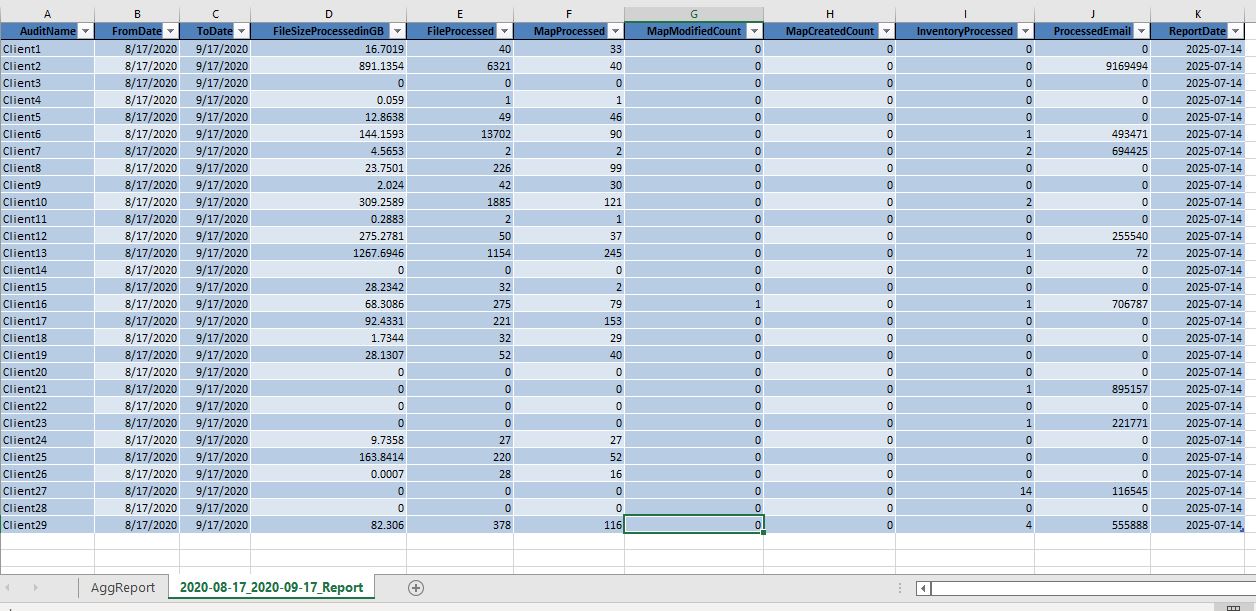 A B C D E F G H I J K
AuditName FromDate ToDate FileSizeProcessedinGB FileProcessed MapProcessed MapModifiedCount MapCreatedCount InventoryProcessed ProcessedEmail ReportDate
Client1 8/17/2020 9/17/2020 16.7019 40 33 0 0 0 0 2025-07-14
Client2 8/17/2020 9/17/2020 891.1354 6321 40 0 0 0 9169494 2025-07-14
Client3 8/17/2020 9/17/2020 0 0 0 0 0 0 0 2025-07-14
Client4 8/17/2020 9/17/2020 0.059 1 1 0 0 0 0 2025-07-14
Client5 8/17/2020 9/17/2020 12.8638 49 46 0 0 0 0 2025-07-14
Client6 8/17/2020 9/17/2020 144.1593 13702 90 0 0 1 493471 2025-07-14
Client7 8/17/2020 9/17/2020 4.5653 2 2 0 0 2 694425 2025-07-14
Client8 8/17/2020 9/17/2020 23.7501 226 99 0 0 0 0 2025-07-14
Client9 8/17/2020 9/17/2020 2.024 42 30 0 0 0 0 2025-07-14
Client10 8/17/2020 9/17/2020 309.2589 1885 121 0 0 2 0 2025-07-14
Client11 8/17/2020 9/17/2020 0.2883 2 1 0 0 0 0 2025-07-14
Client12 8/17/2020 9/17/2020 275.2781 50 37 0 0 0 255540 2025-07-14
Client13 8/17/2020 9/17/2020 1267.6946 1154 245 0 0 1 72 2025-07-14
Client14 8/17/2020 9/17/2020 0 0 0 0 0 0 0 2025-07-14
Client15 8/17/2020 9/17/2020 28.2342 32 2 0 0 0 0 2025-07-14
Client16 8/17/2020 9/17/2020 68.3086 275 79 1 0 1 706787 2025-07-14
Client17 8/17/2020 9/17/2020 92.4331 221 153 0 0 0 0 2025-07-14
Client18 8/17/2020 9/17/2020 1.7344 32 29 0 0 0 0 2025-07-14
Client19 8/17/2020 9/17/2020 28.1307 52 40 0 0 0 0 2025-07-14
Client20 8/17/2020 9/17/2020 0 0 0 0 0 0 0 2025-07-14
Client21 8/17/2020 9/17/2020 0 0 0 0 0 1 895157 2025-07-14
Client22 8/17/2020 9/17/2020 0 0 0 0 0 0 0 2025-07-14
Client23 8/17/2020 9/17/2020 0 0 0 0 0 1 221771 2025-07-14
Client24 8/17/2020 9/17/2020 9.7358 27 27 0 0 0 0 2025-07-14
Client25 8/17/2020 9/17/2020 163.8414 220 52 0 0 0 0 2025-07-14
Client26 8/17/2020 9/17/2020 0.0007 28 16 0 0 0 0 2025-07-14
Client27 8/17/2020 9/17/2020 0 0 0 0 0 14 116545 2025-07-14
Client28 8/17/2020 9/17/2020 0 0 0 0 0 0 0 2025-07-14
Client29 8/17/2020 9/17/2020 82.306 378 116 0 0 4 555888 2025-07-14
AggReport 2020-08-17_2020-09-17_Report